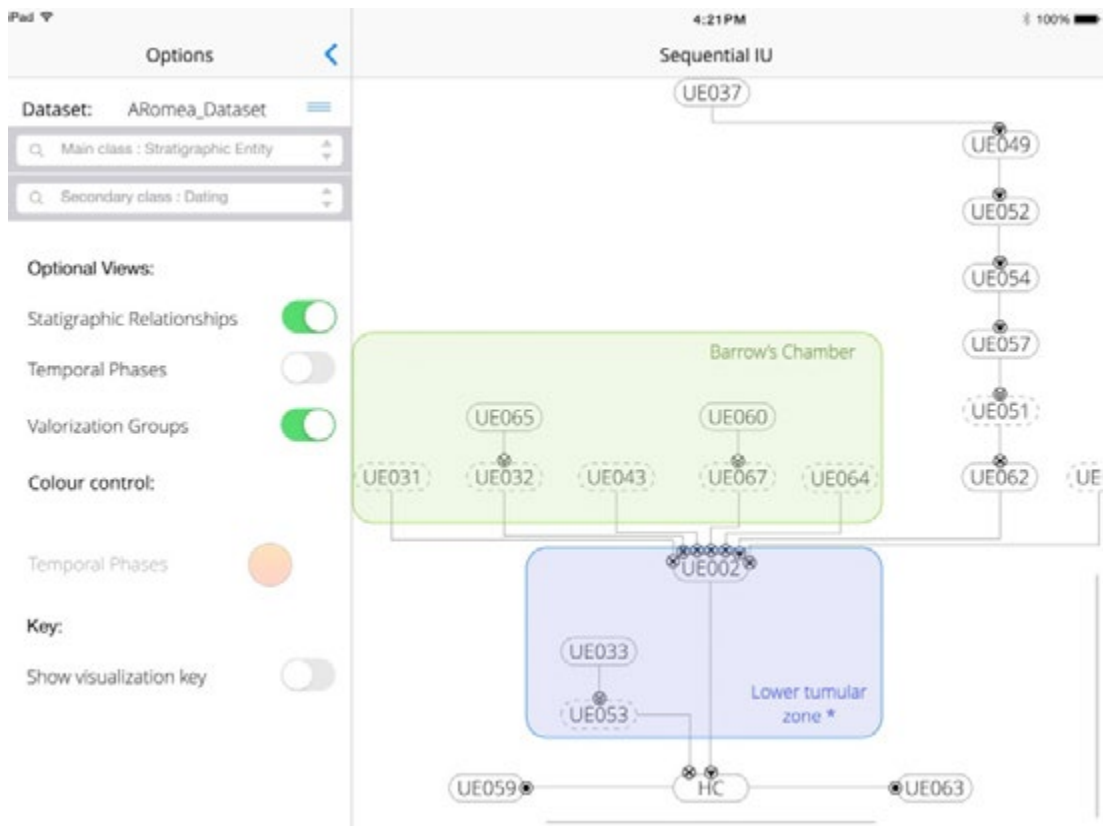 iPad 4:21PM 100%
Options
Sequential IU
Dataset: ARomea_Dataset
Main class : Stratigraphic Entity
Secondary class : Dating
Optional Views:
Statigraphic Relationships
Temporal Phases
Valorization Groups
Colour control:
Temporal Phases
Key:
Show visualization key
UE037
UE049
UE052
UE054
UE057
Barrow's Chamber
UE065 UE060 UE051
UE031 UE032 UE043 UE067 UE064 UE062 UE
UE002
UE033
UE053
Lower tumular
zone *
UE059 HC UE063